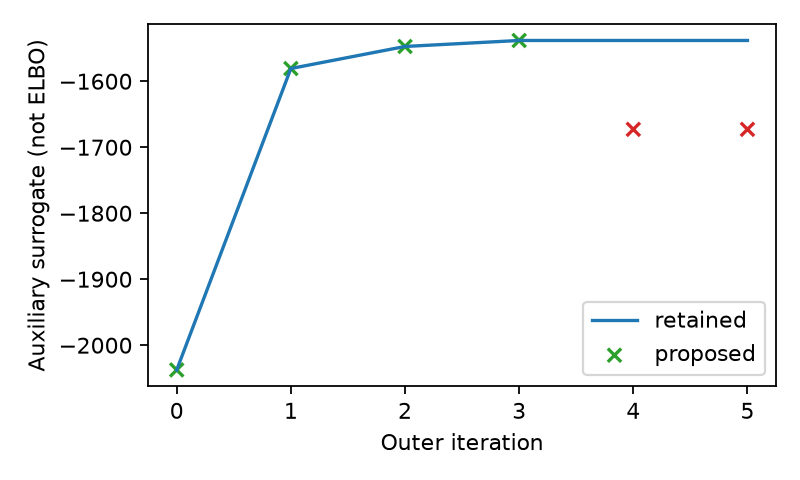 Auxiliary surrogate (not ELBO)
−1600
−1700
−1800
−1900
−2000
retained
proposed
0 1 2 3 4 5
Outer iteration